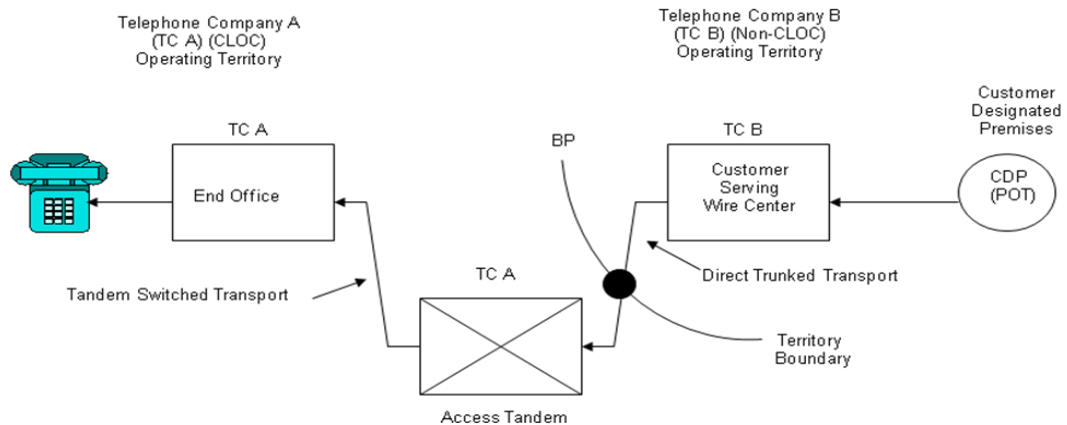 Telephone Company A
(TC A) (CLOC)
Operating Territory
Telephone Company B
(TC B) (Non-CLOC)
Operating Territory
Customer
Designated
Premises
TC A
BP
TC B
End Office
Customer
Serving
Wire Center
CDP
(POT)
Tandem Switched Transport
TC A
Direct Trunked Transport
Territory
Boundary
Access Tandem